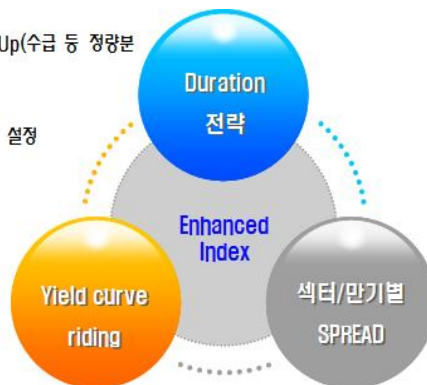 Up(수급 등 정량분
Duration
전략
설정
Enhanced
Index
Yield curve
riding
섹터/만기별
SPREAD